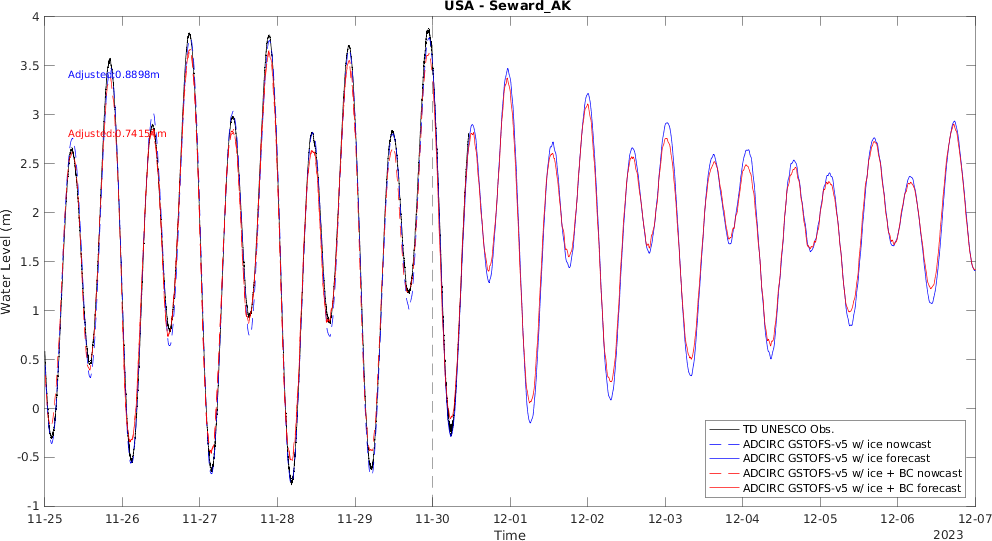 USA - Seward_AK
4
3.5
3
2.5
2
1.5
1
0.5
0
-0.5
-1
Water Level (m)
Adjusted:0.8898m
TD UNESCO Obs.
ADCIRC GSTOFS-v5 w/ ice nowcast
ADCIRC GSTOFS-v5 w/ ice forecast
ADCIRC GSTOFS-v5 w/ ice + BC nowcast
ADCIRC GSTOFS-v5 w/ ice + BC forecast
11-25 11-26 11-27 11-28 11-29 11-30 12-01 12-02 12-03 12-04 12-05 12-06 12-07
Time
2023